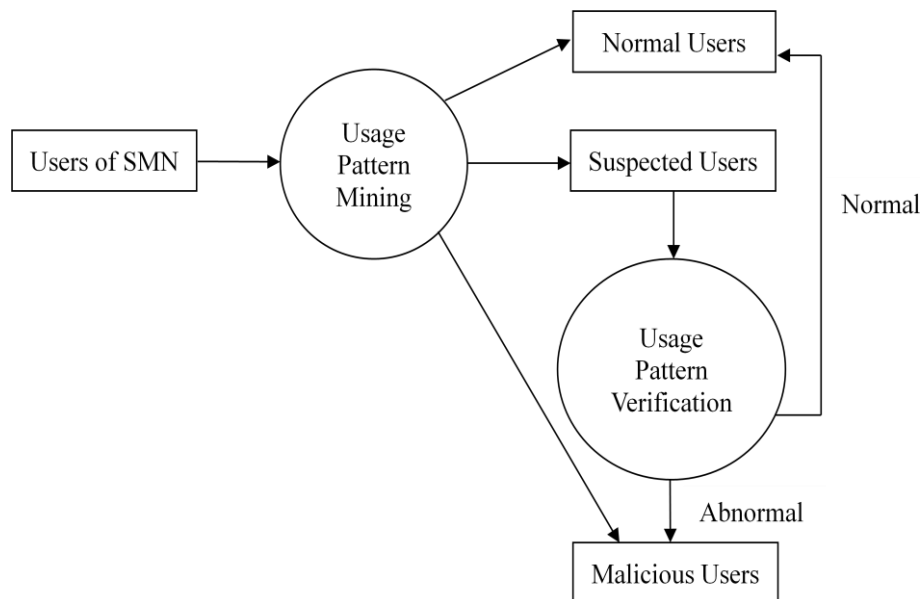 Normal Users
Users of SMN
Usage
Pattern
Mining
Suspected Users
Normal
Usage
Pattern
Verification
Abnormal
Malicious Users